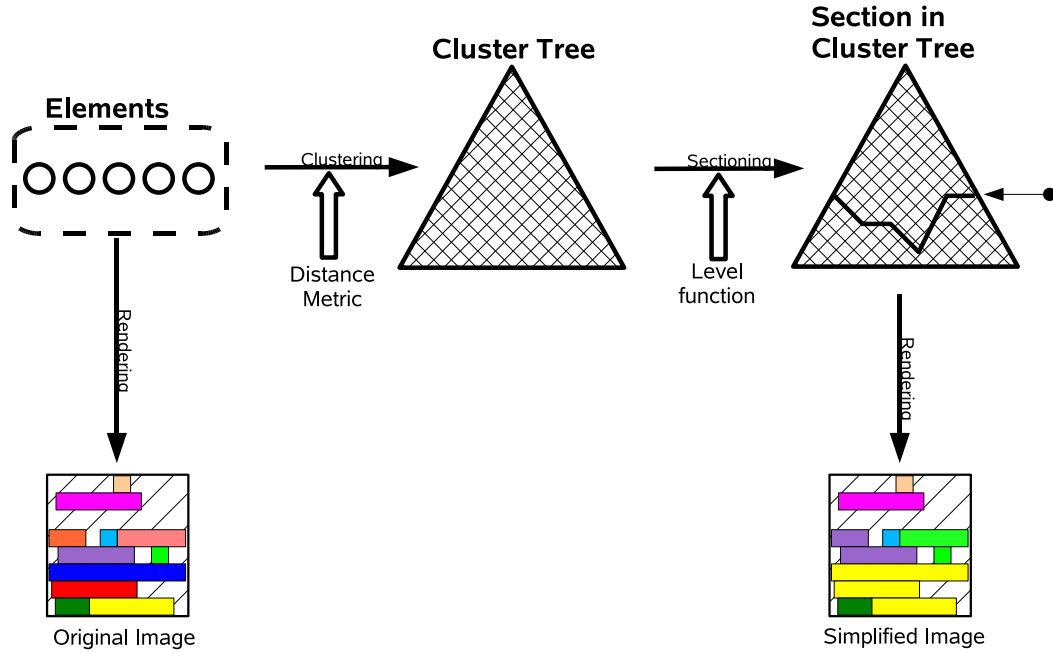 Section in
Cluster Tree
Cluster Tree
Elements
Clustering
Sectioning
Distance
Metric
Level
function
Rendering
Rendering
Original Image
Simplified Image